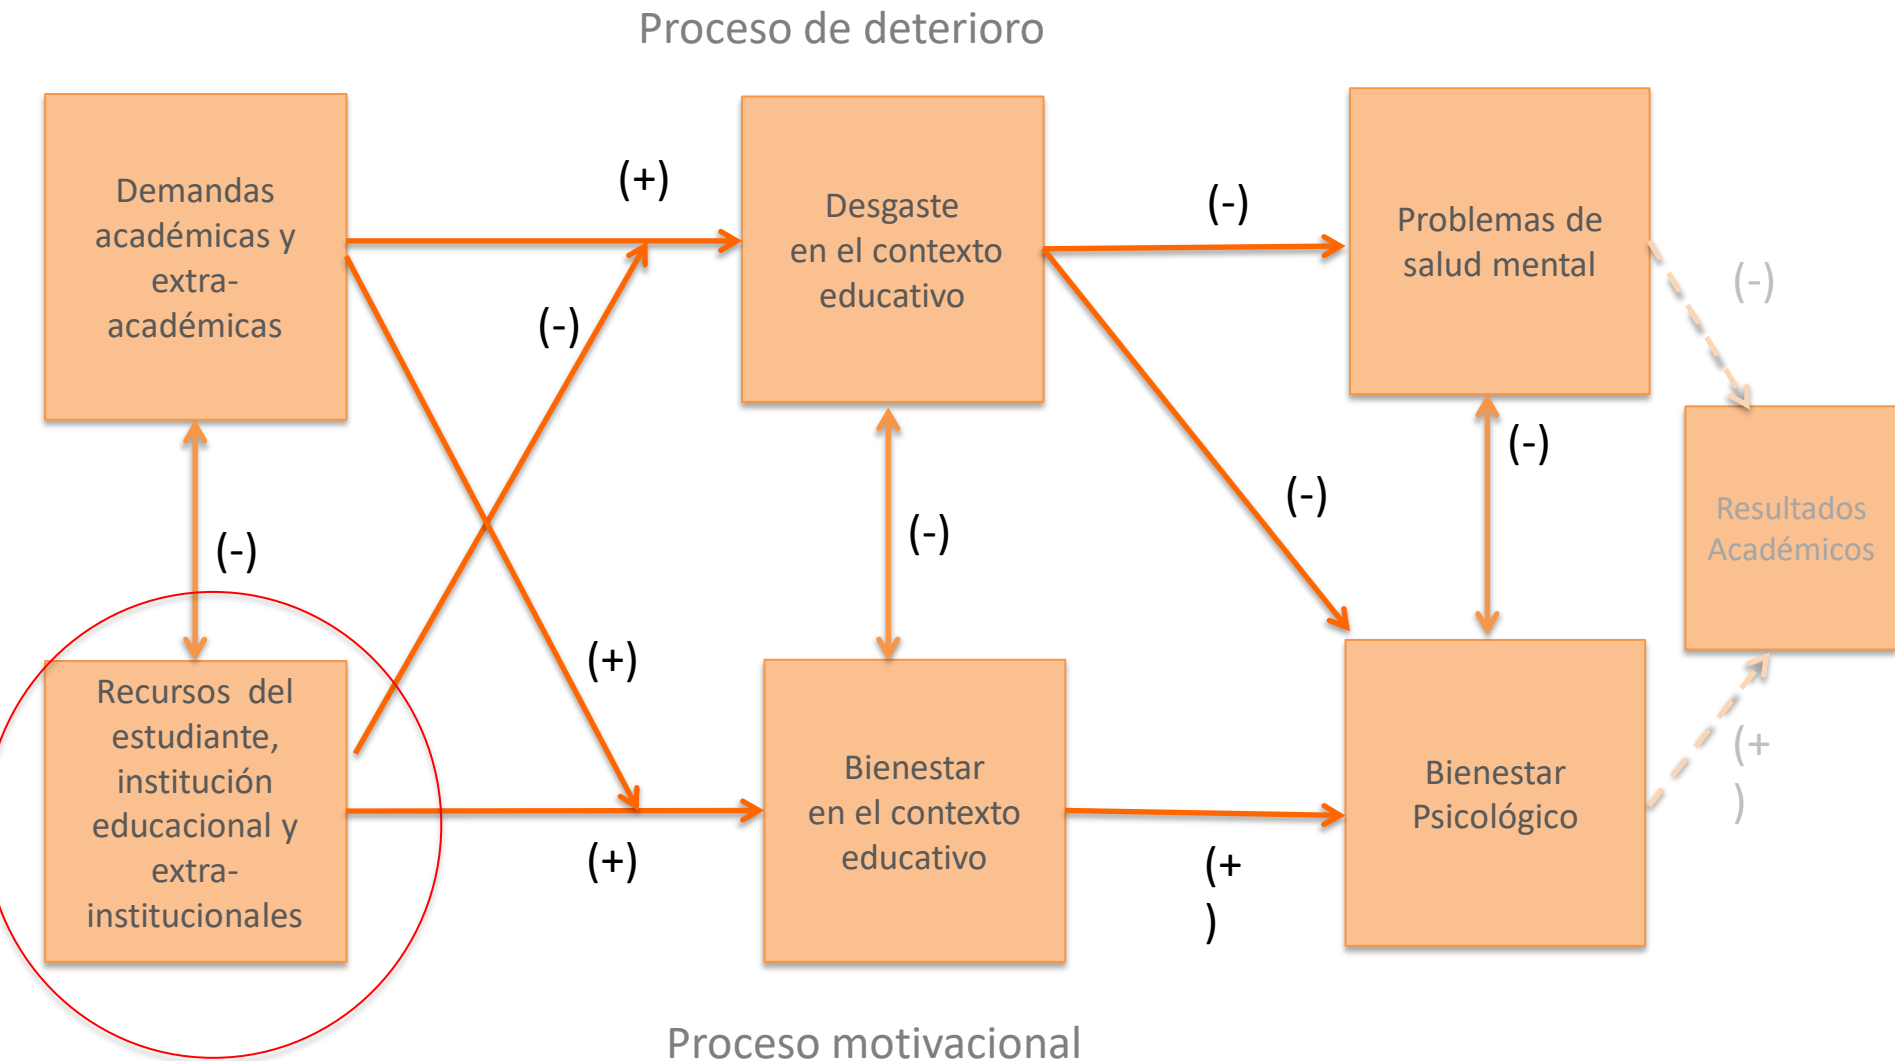 Proceso de deterioro
Demandas
académicas y
extra-
académicas
(+)
Desgaste
en el contexto
educativo
(-)
Problemas de
salud mental
(-)
(-)
(-)
(-)
(-)
(-)
Resultados
Académicos
(+)
Recursos del
estudiante,
institución
educacional y
extra-
institucionales
(+)
Bienestar
en el contexto
educativo
(+
)
Bienestar
Psicológico
(+
)
Proceso motivacional